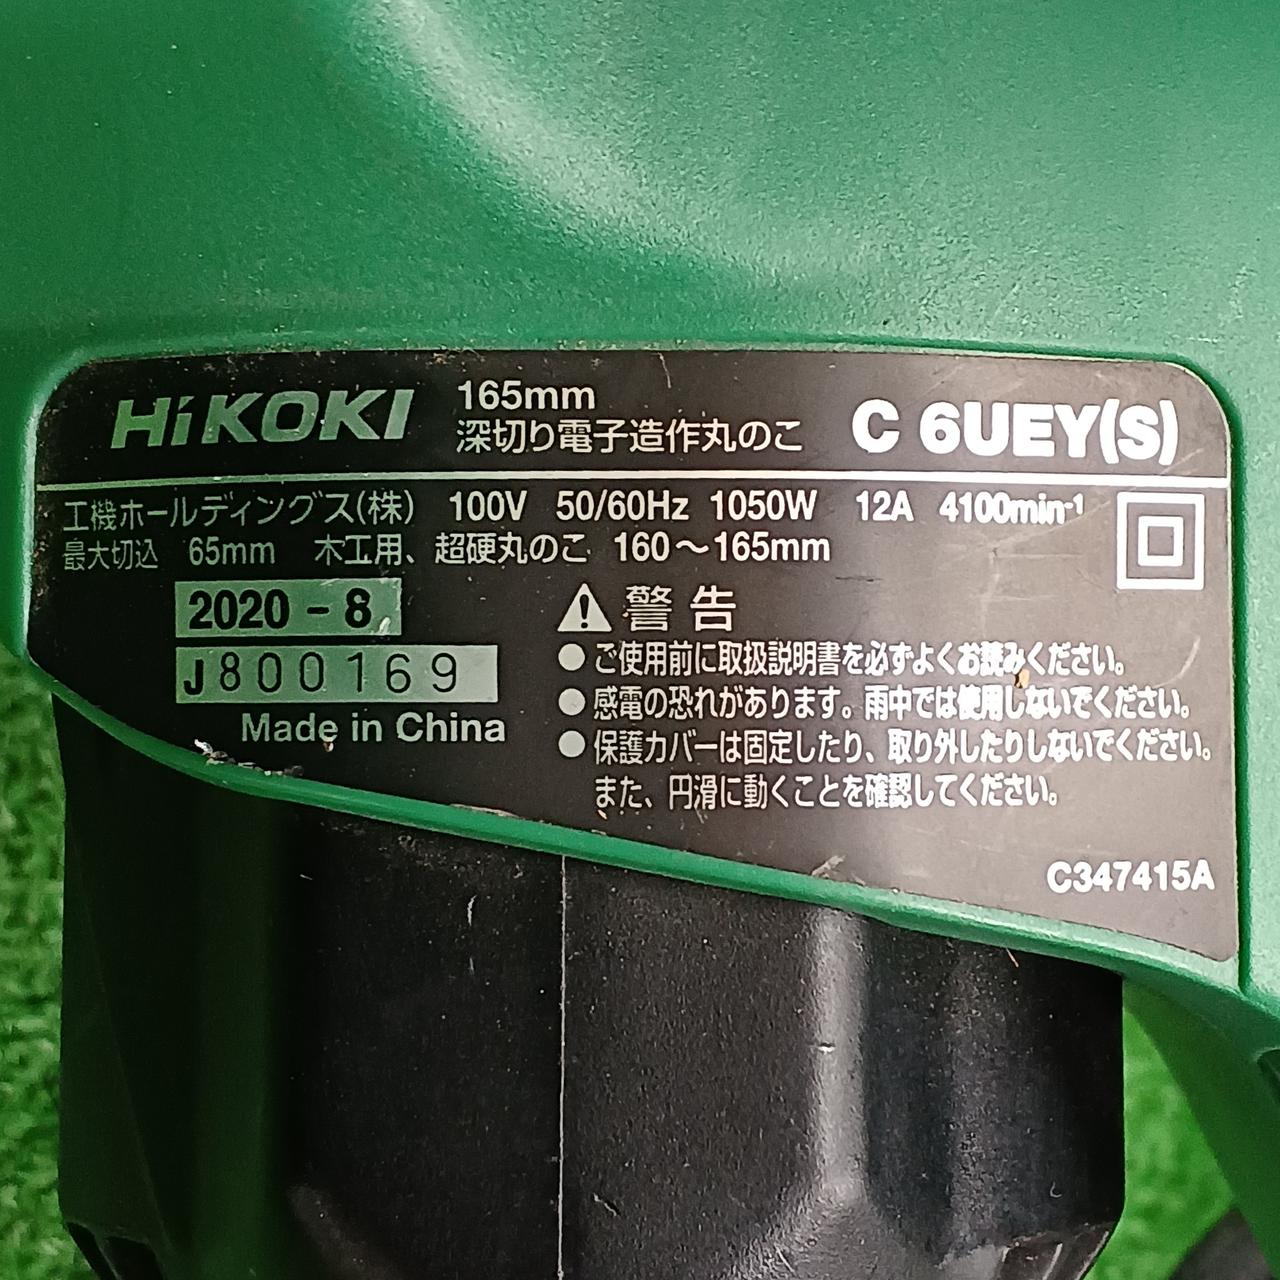 HiKOKI
165mm
深切り電子造作丸のこ
C 6UEY(S)
工機ホールディングス(株) 100V 50/60Hz 1050W 12A 4100min⁻¹
最大切込 65mm 木工用、超硬丸のこ 160～165mm
2020-8
J800169
Made in China
警告
●ご使用前に取扱説明書を必ずよくお読みください。
●感電の恐れがあります。雨中では使用しないでください。
●保護カバーは固定したり、取り外したりしないでください。
また、円滑に動くことを確認してください。
C347415A